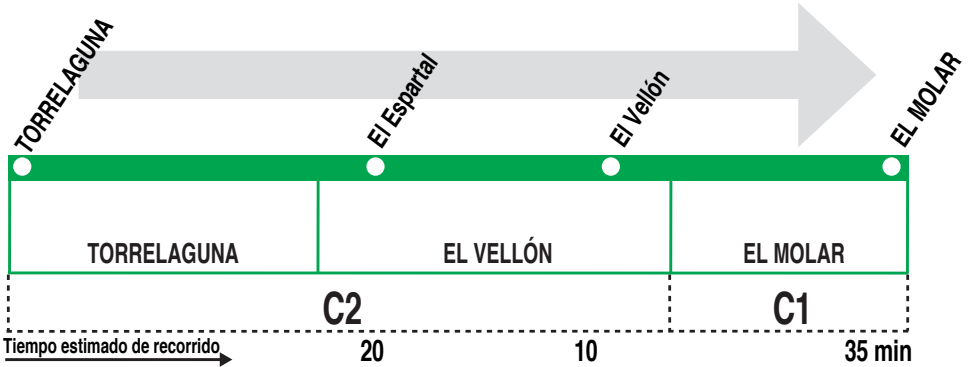 TORRELAGUNA
El Espartal
El Vellón
EL MOLAR
TORRELAGUNA
EL VELLÓN
EL MOLAR
C2
C1
Tiempo estimado de recorrido
20
10
35 min